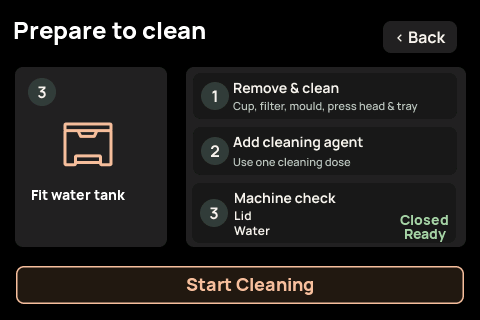 Prepare to clean
‹ Back
3
Fit water tank
1
Remove & clean
Cup, filter, mould, press head & tray
2
Add cleaning agent
Use one cleaning dose
3
Machine check
Lid Closed
Water Ready
Start Cleaning